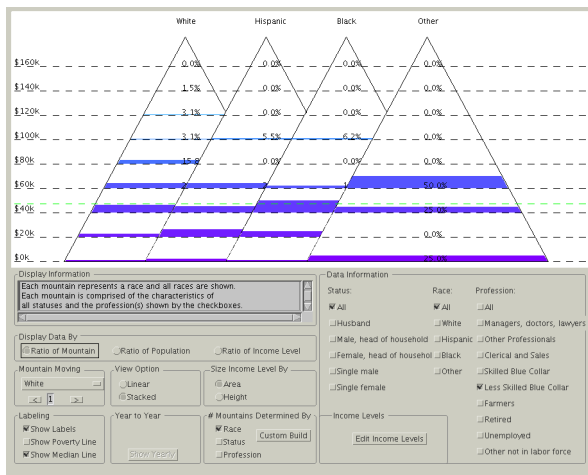 White Hispanic Black Other
$160k 0.0% 0.0% 0.0% 0.0%
$140k 1.5% 0.0% 0.0% 0.0%
$120k 3.1% 0.0% 0.0% 0.0%
$100k 3.1% 5.5% 6.2% 0.0%
$80k 15.6 0.0% 0.0% 0.0%
$60k 50.0%
$40k 25.0%
$20k 0.0%
$0k 25.0%
Display Information
Each mountain represents a race and all races are shown.
Each mountain is comprised of the characteristics of
all statuses and the profession(s) shown by the checkboxes.
Display Data By
Ratio of Mountain Ratio of Population Ratio of Income Level
Mountain Moving
White
< 1 >
View Option
Linear
Stacked
Size Income Level By
Area
Height
Labeling
Show Labels
Show Poverty Line
Show Median Line
Year to Year
Show Yearly
# Mountains Determined By
Race
Status
Profession
Custom Build
Income Levels
Edit Income Levels
Data Information
Status:
All
Husband
Male, head of household
Female, head of househol
Single male
Single female
Race:
All
White
Hispanic
Black
Other
Profession:
All
Managers, doctors, lawyers
Other Professionals
Clerical and Sales
Skilled Blue Collar
Less Skilled Blue Collar
Farmers
Retired
Unemployed
Other not in labor force